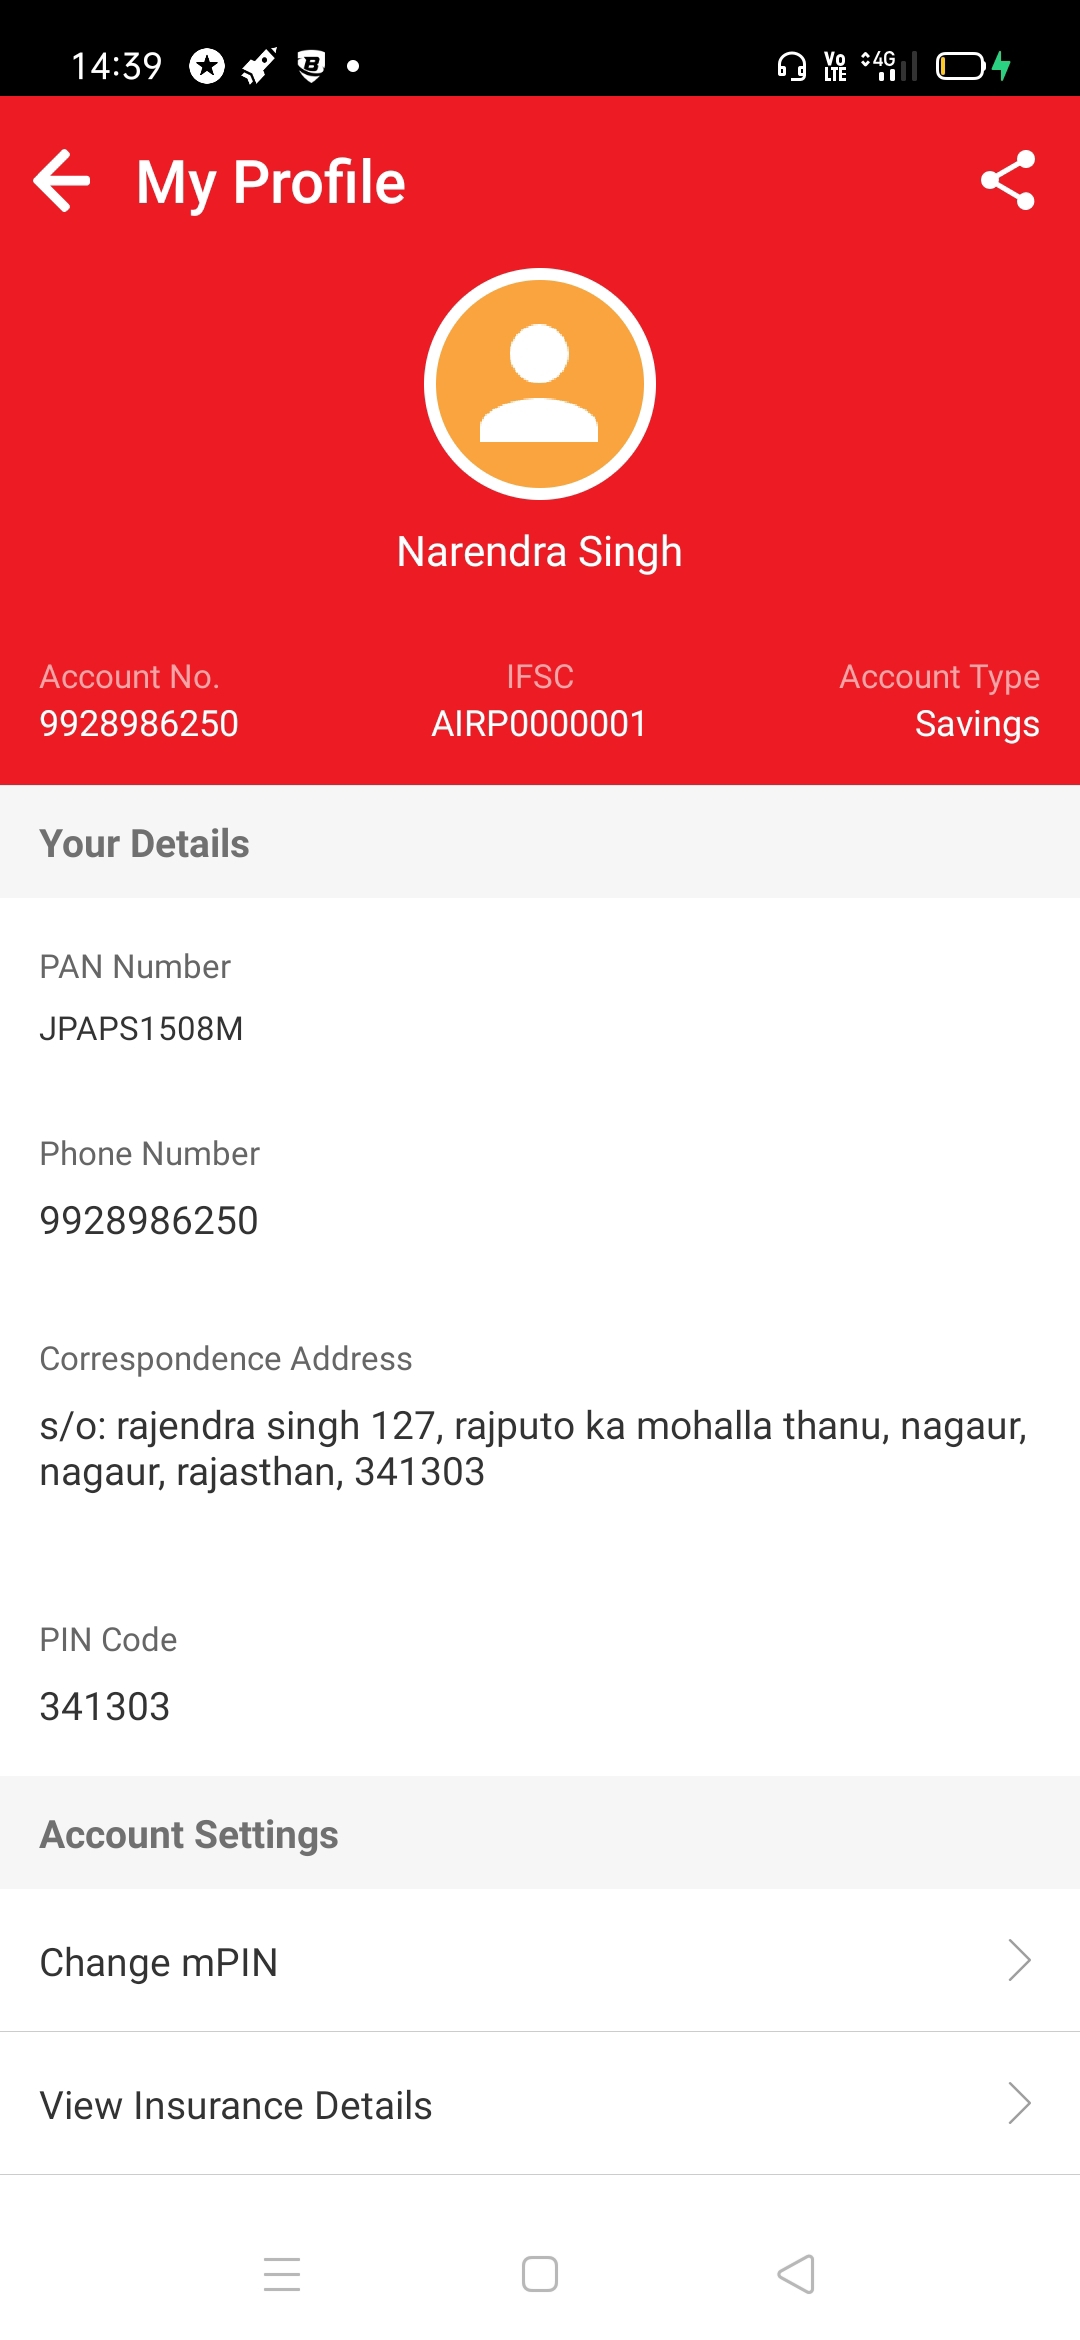 14:39
Vo LTE 4G
My Profile
Narendra Singh
Account No. IFSC Account Type
9928986250 AIRP0000001 Savings
Your Details
PAN Number
JPAPS1508M
Phone Number
9928986250
Correspondence Address
s/o: rajendra singh 127, rajputo ka mohalla thanu, nagaur,
nagaur, rajasthan, 341303
PIN Code
341303
Account Settings
Change mPIN
View Insurance Details